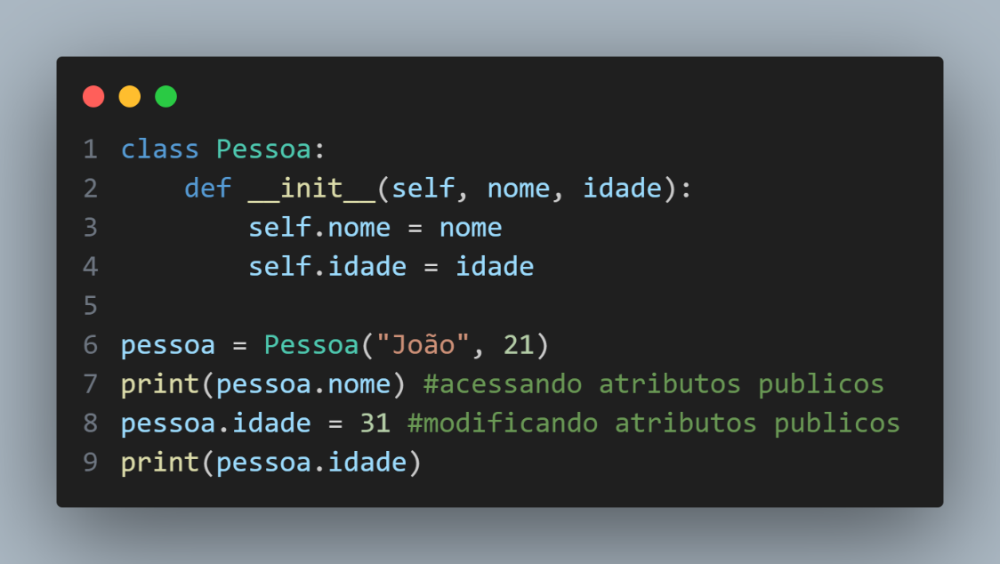 1 class Pessoa:
2     def __init__(self, nome, idade):
3         self.nome = nome
4         self.idade = idade
5
6 pessoa = Pessoa("João", 21)
7 print(pessoa.nome) #acessando atributos publicos
8 pessoa.idade = 31 #modificando atributos publicos
9 print(pessoa.idade)